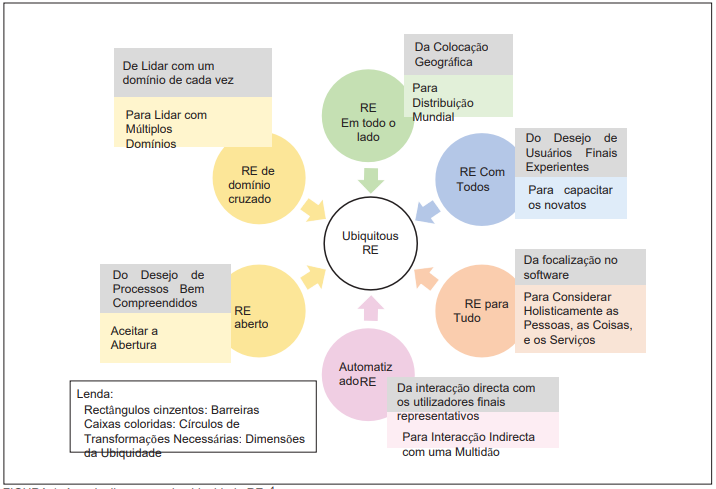 Da Colocação
Geográfica
Para
Distribuição
Mundial
RE
Em todo o
lado
De Lidar com um
domínio de cada vez
Para Lidar com
Múltiplos
Domínios
RE de
domínio
cruzado
Do Desejo de
Usuários Finais
Experientes
Para capacitar
os novatos
RE Com
Todos
Ubiquitous
RE
Da focalização no
software
Para Considerar
Holisticamente as
Pessoas, as Coisas,
e os Serviços
RE para
Tudo
Do Desejo de
Processos Bem
Compreendidos
Aceitar a
Abertura
RE
aberto
Automatiz
adoRE
Da interacção directa com
os utilizadores finais
representativos
Para Interacção Indirecta
com uma Multidão
Lenda:
Rectângulos cinzentos: Barreiras
Caixas coloridas: Círculos de
Transformações Necessárias: Dimensões
da Ubiquidade